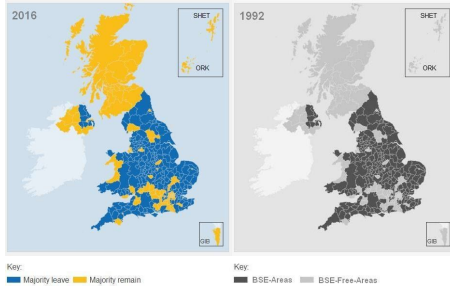 2016
SHET
ORK
GIB
1992
SHET
ORK
GIB
Key:
Majority leave
Majority remain
Key:
BSE-Areas
BSE-Free-Areas